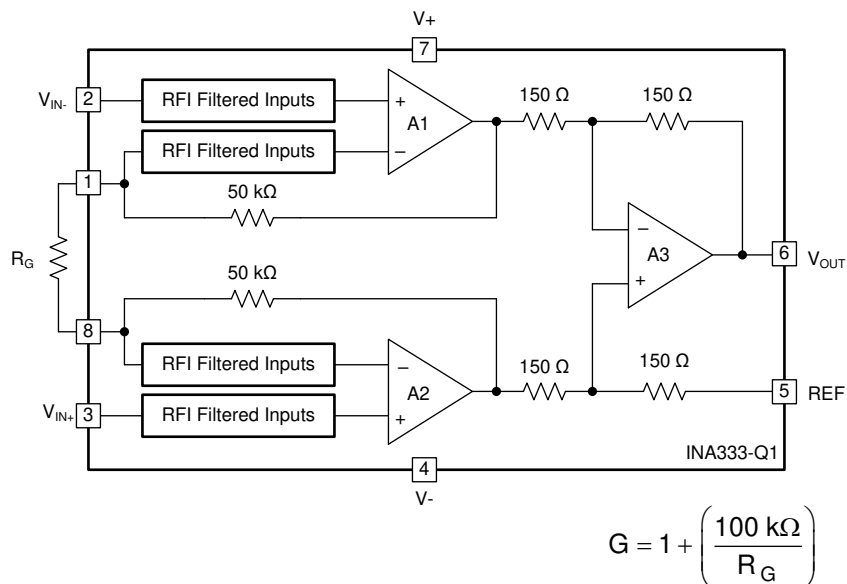 V+
7
V_IN- 2 RFI Filtered Inputs + A1 150 Ω 150 Ω
RFI Filtered Inputs −
1
50 kΩ
R_G
− A3 6 V_OUT
+
50 kΩ
8
RFI Filtered Inputs − A2 150 Ω 150 Ω
5 REF
V_IN+ 3 RFI Filtered Inputs +
INA333-Q1
4
V-
G = 1 + (100 kΩ / R_G)